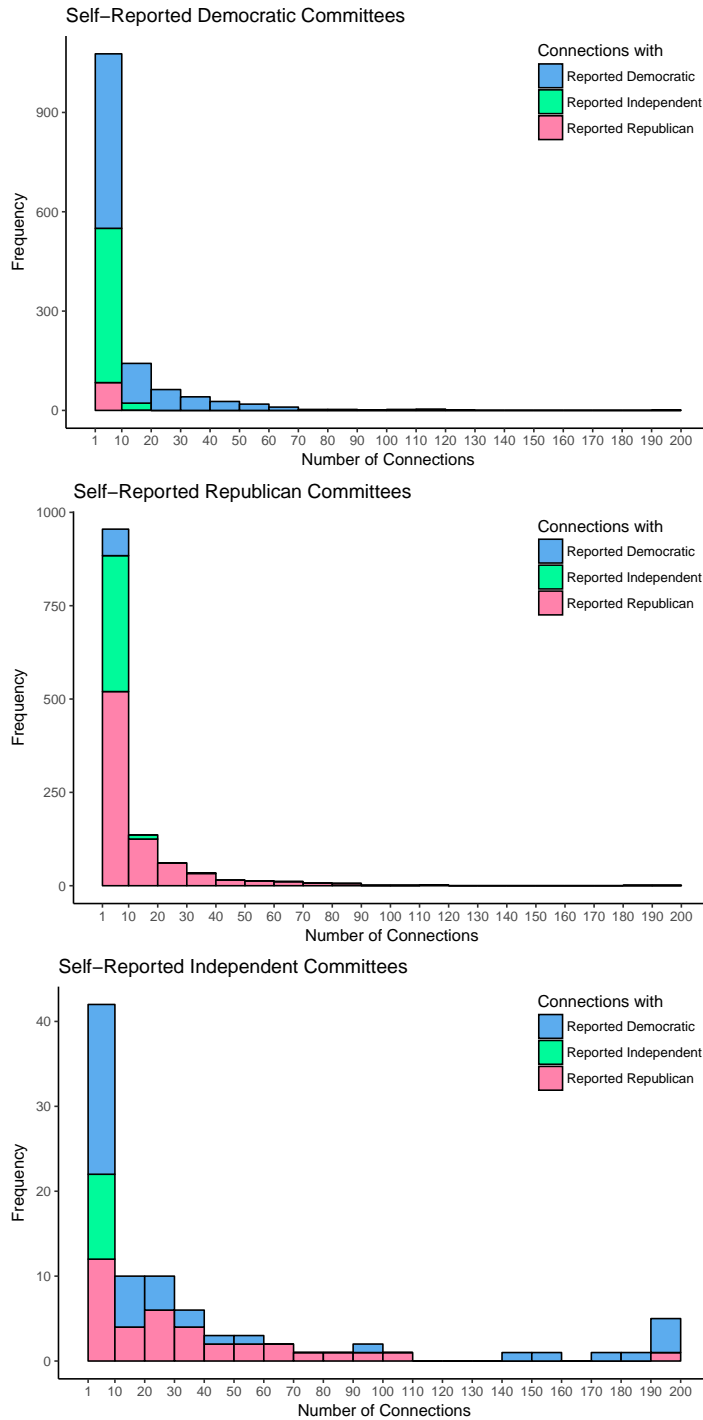 Self−Reported Democratic Committees
Connections with
Reported Democratic
Reported Independent
Reported Republican
900
600
300
0
Frequency
1 10 20 30 40 50 60 70 80 90 100 110 120 130 140 150 160 170 180 190 200
Number of Connections
Self−Reported Republican Committees
1000
Connections with
Reported Democratic
Reported Independent
Reported Republican
750
500
250
0
Frequency
1 10 20 30 40 50 60 70 80 90 100 110 120 130 140 150 160 170 180 190 200
Number of Connections
Self−Reported Independent Committees
Connections with
Reported Democratic
Reported Independent
Reported Republican
40
30
20
10
0
Frequency
1 10 20 30 40 50 60 70 80 90 100 110 120 130 140 150 160 170 180 190 200
Number of Connections